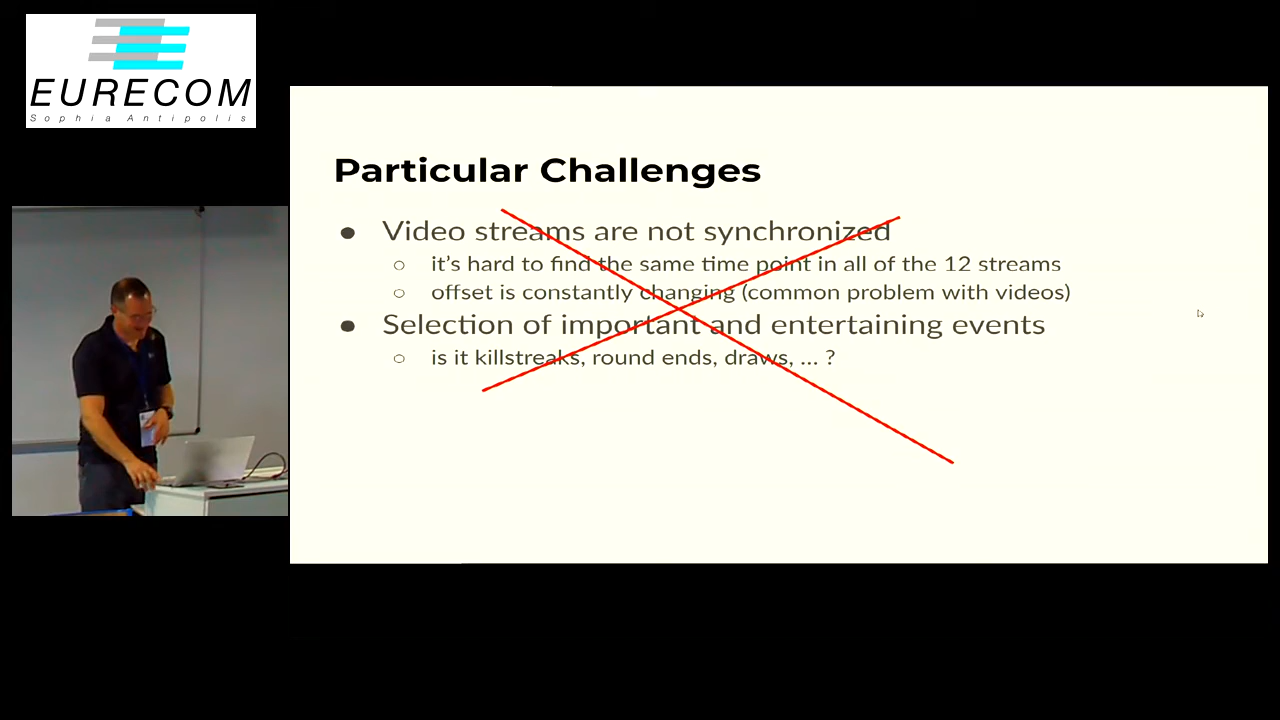 EURECOM
Sophia Antipolis
Particular Challenges
● Video streams are not synchronized
○ it's hard to find the same time point in all of the 12 streams
○ offset is constantly changing (common problem with videos)
● Selection of important and entertaining events
○ is it killstreaks, round ends, draws, ... ?